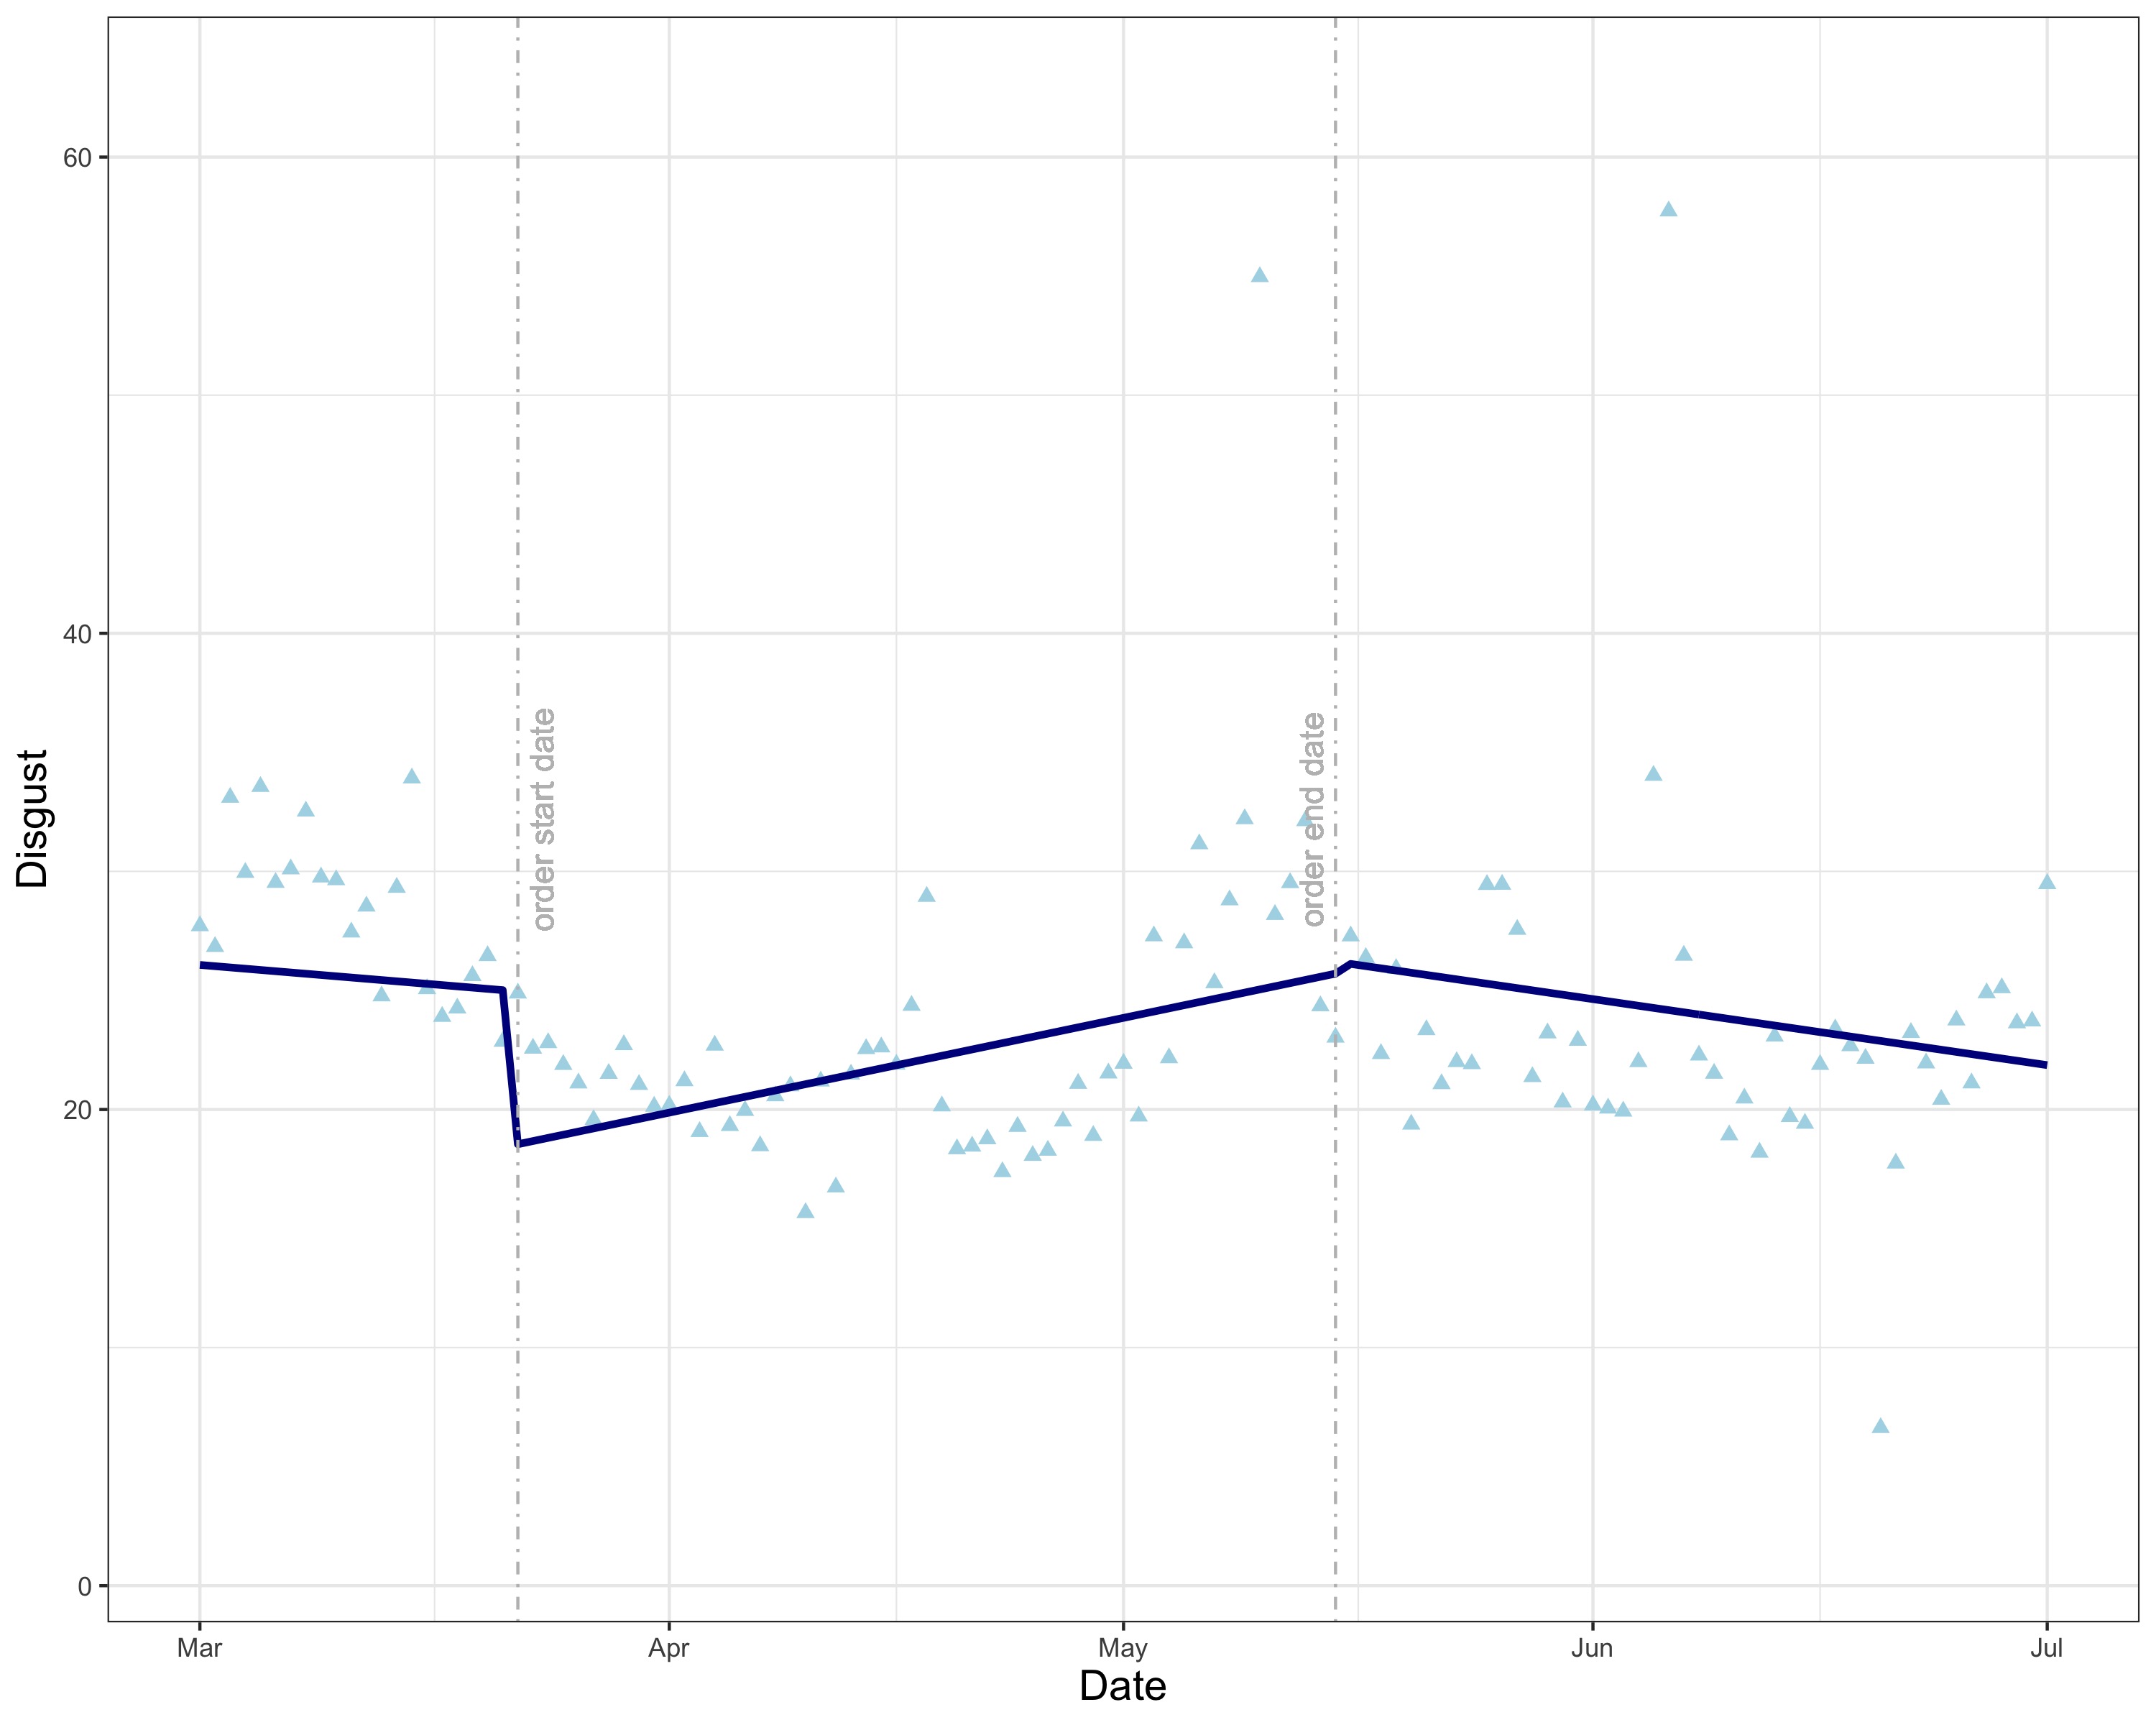 60
40
20
0
Disgust
order start date
order end date
Mar
Apr
May
Jun
Jul
Date